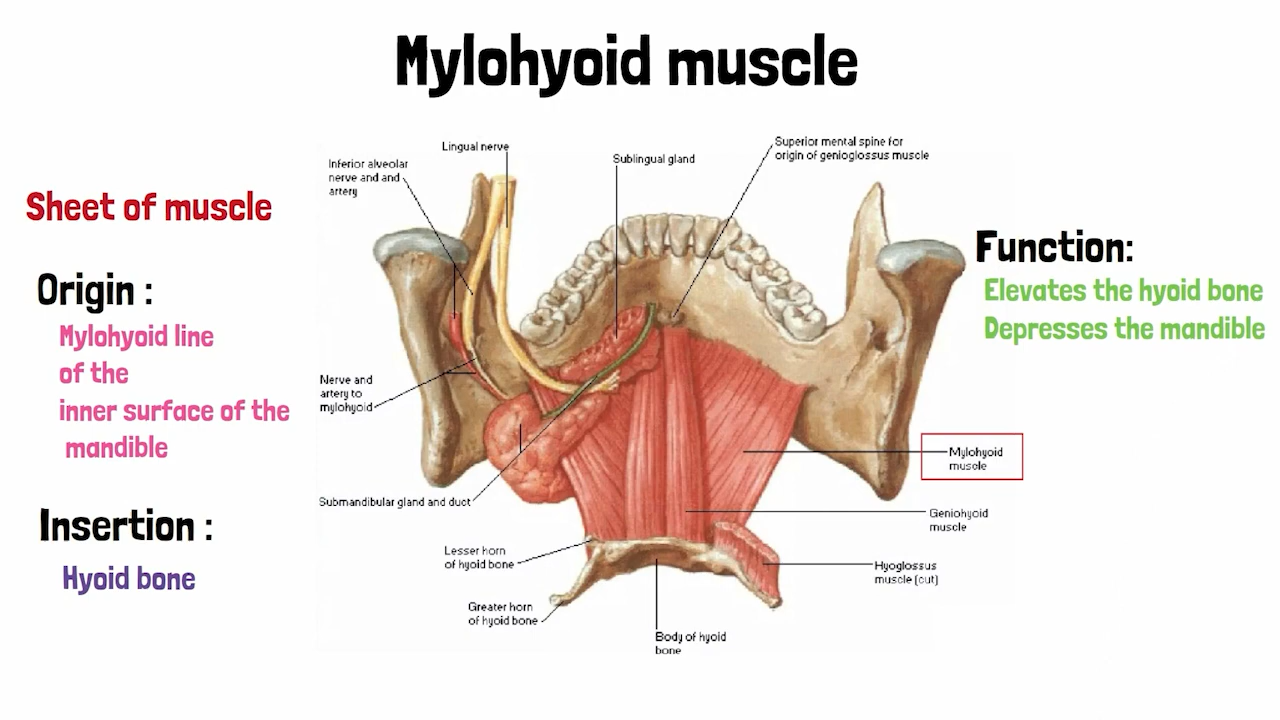 Mylohyoid muscle
Sheet of muscle
Origin :
Mylohyoid line
of the
inner surface of the
mandible
Insertion :
Hyoid bone
Lingual nerve
Inferior alveolar
nerve and and
artery
Sublingual gland
Superior mental spine for
origin of genioglossus muscle
Nerve and
artery to
mylohyoid
Submandibular gland and duct
Lesser horn
of hyoid bone
Greater horn
of hyoid bone
Body of hyoid
bone
Mylohyoid
muscle
Geniohyoid
muscle
Hyoglossus
muscle (cut)
Function:
Elevates the hyoid bone
Depresses the mandible